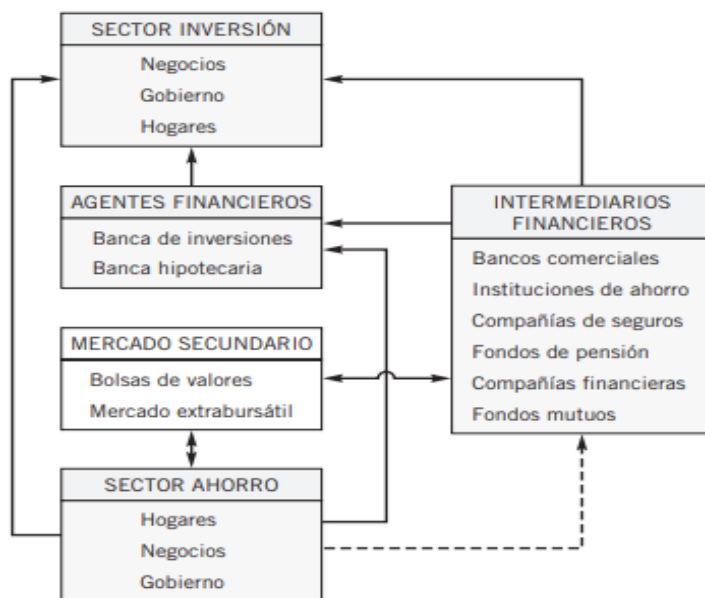 SECTOR INVERSIÓN
Negocios
Gobierno
Hogares
AGENTES FINANCIEROS
Banca de inversiones
Banca hipotecaria
INTERMEDIARIOS
FINANCIEROS
Bancos comerciales
Instituciones de ahorro
Compañías de seguros
Fondos de pensión
Compañías financieras
Fondos mutuos
MERCADO SECUNDARIO
Bolsas de valores
Mercado extrabursátil
SECTOR AHORRO
Hogares
Negocios
Gobierno